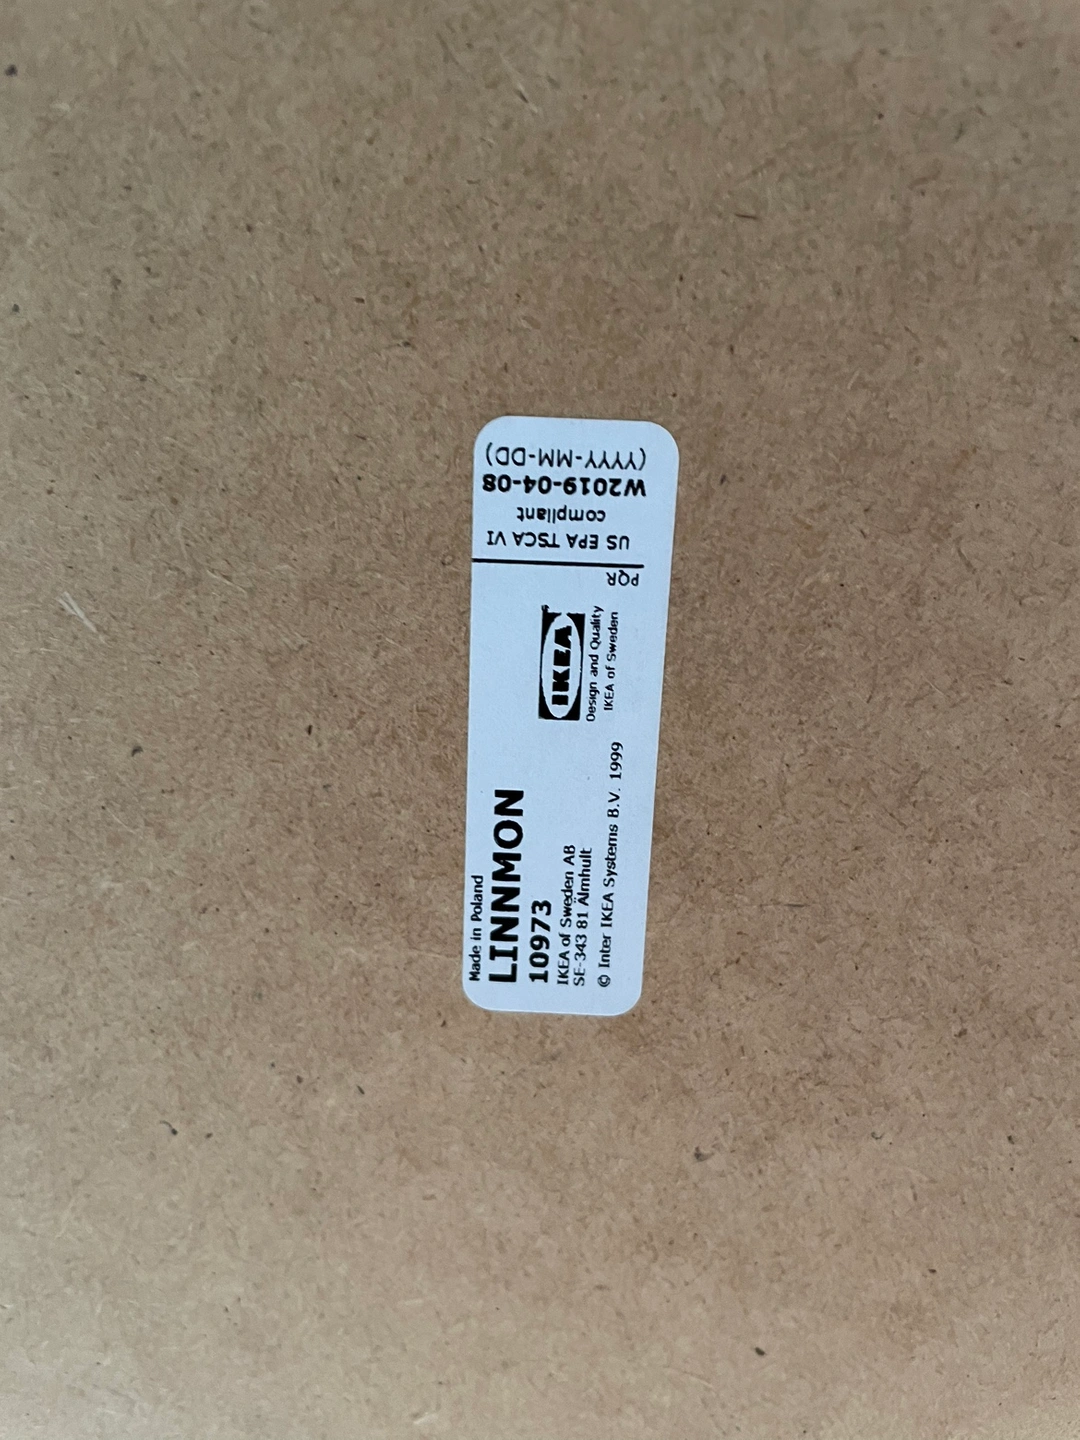 Made in Poland
LINNMON
10973
IKEA of Sweden AB
SE-343 81 Älmhult
© Inter IKEA Systems B.V. 1999
IKEA
Design and Quality
IKEA of Sweden
PQR
US EPA TSCA VI
compliant
W2019-04-08
(YYYY-MM-DD)